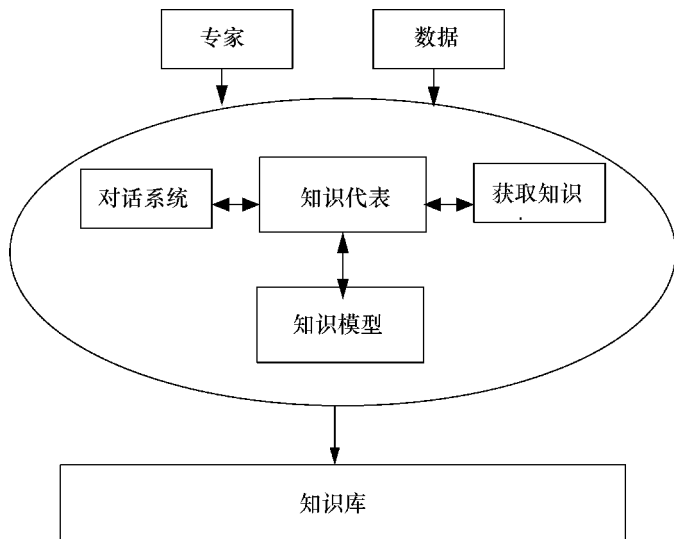 专家
数据
对话系统
知识代表
获取知识
知识模型
知识库